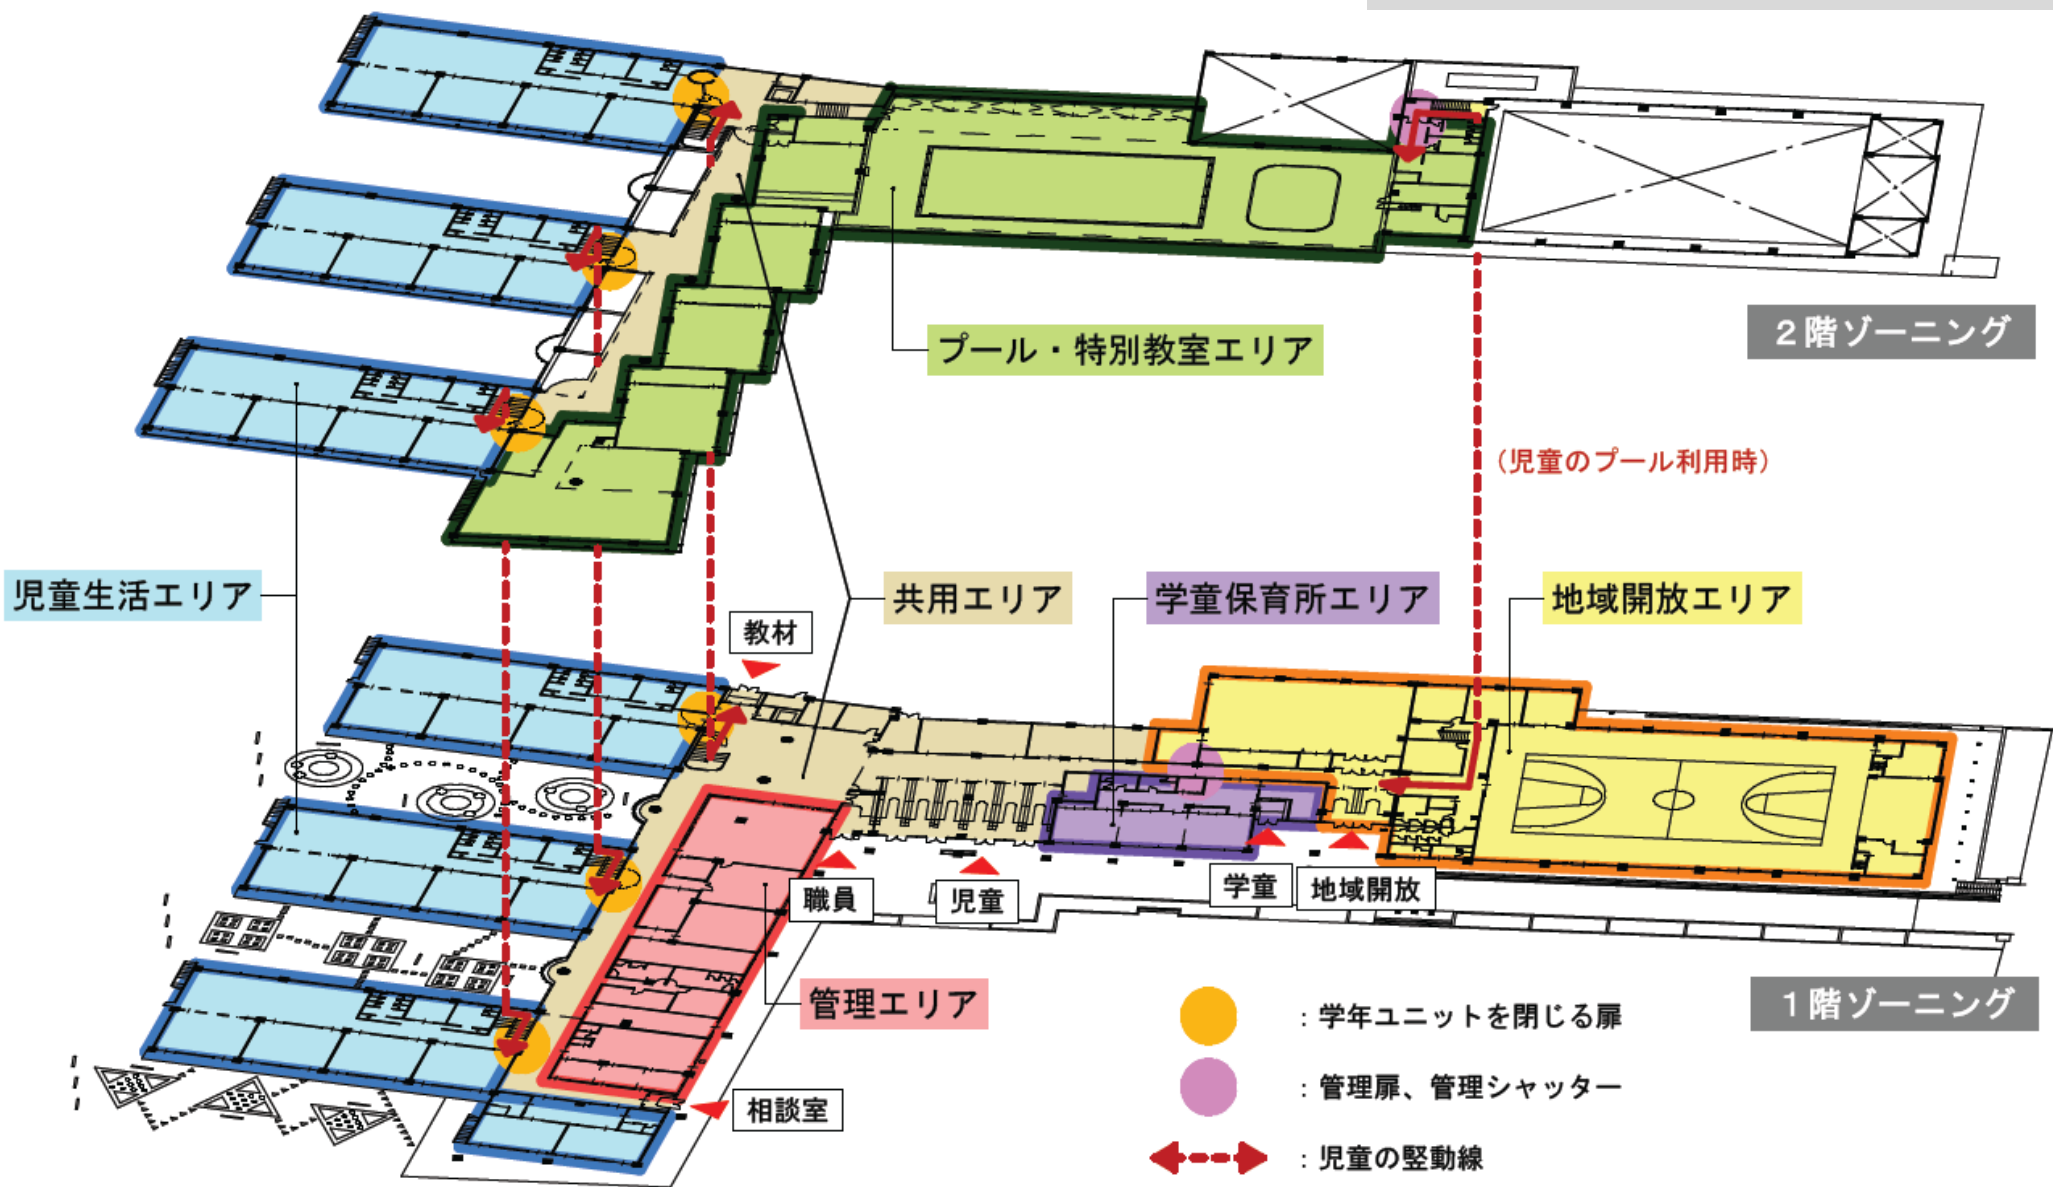 ２階ゾーニング
プール・特別教室エリア
（児童のプール利用時）
児童生活エリア
共用エリア
学童保育所エリア
地域開放エリア
教材
職員
児童
学童
地域開放
管理エリア
１階ゾーニング
：学年ユニットを閉じる扉
：管理扉、管理シャッター
相談室
：児童の竪動線